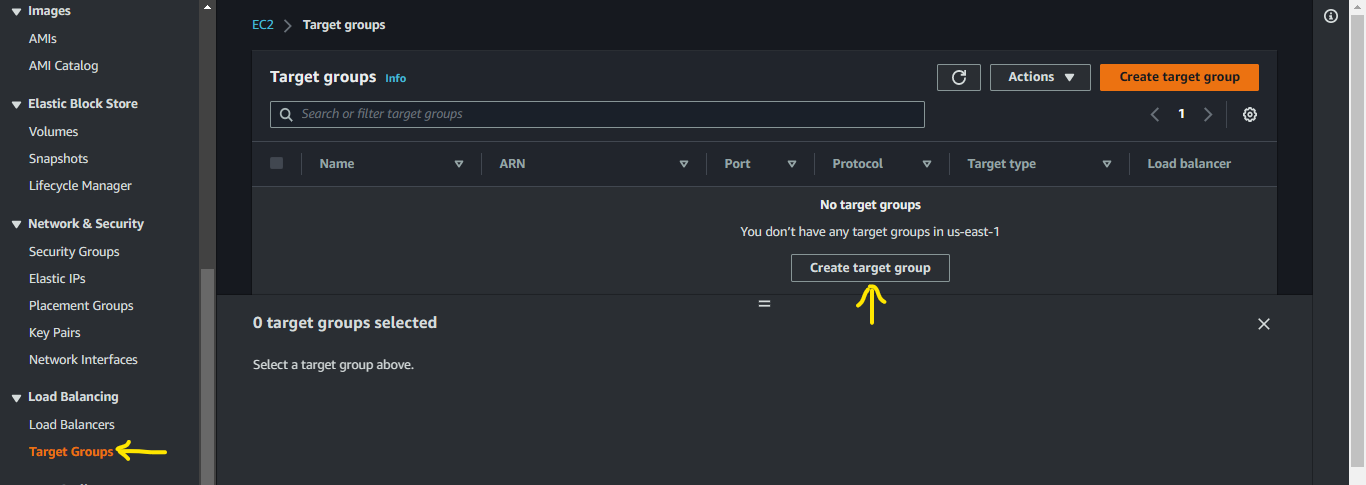 Images
AMIs
AMI Catalog
Elastic Block Store
Volumes
Snapshots
Lifecycle Manager
Network & Security
Security Groups
Elastic IPs
Placement Groups
Key Pairs
Network Interfaces
Load Balancing
Load Balancers
Target Groups
EC2 > Target groups
Target groups Info
Actions
Create target group
Search or filter target groups
1
Name ARN Port Protocol Target type Load balancer
No target groups
You don't have any target groups in us-east-1
Create target group
0 target groups selected
Select a target group above.